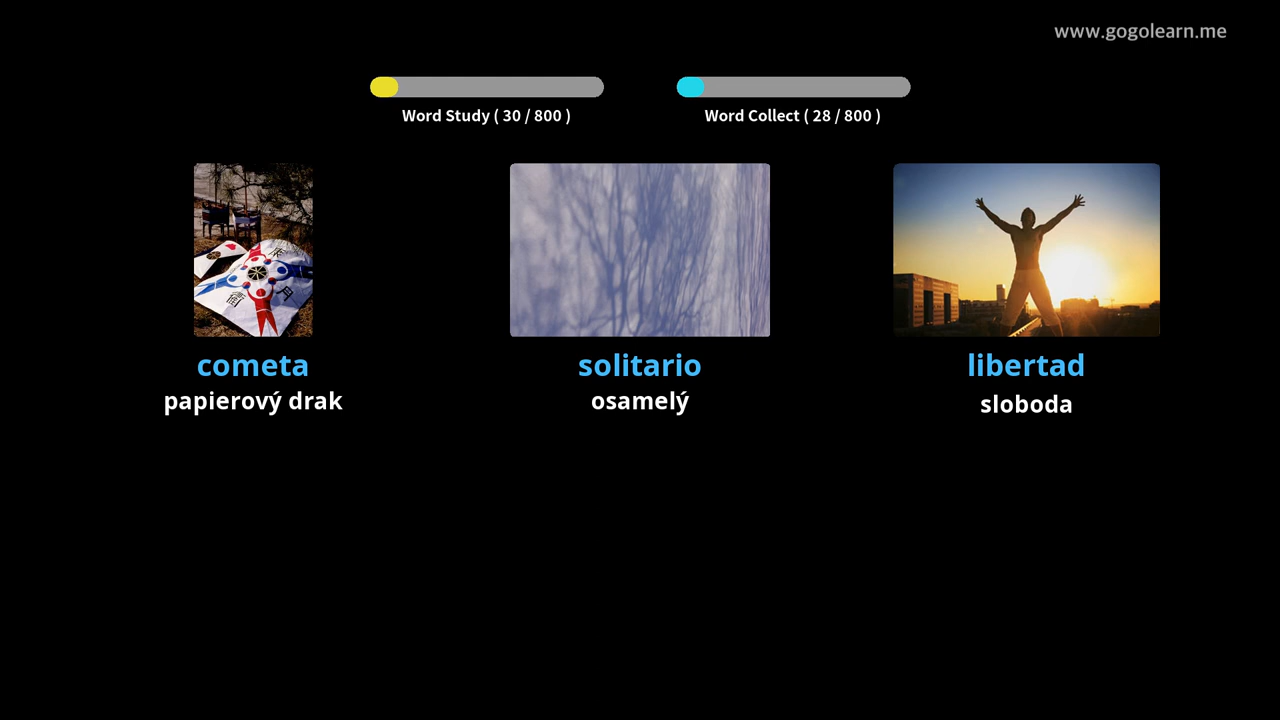 www.gogolearn.me
Word Study ( 30 / 800 )
Word Collect ( 28 / 800 )
cometa
papierový drak
solitario
osamelý
libertad
sloboda